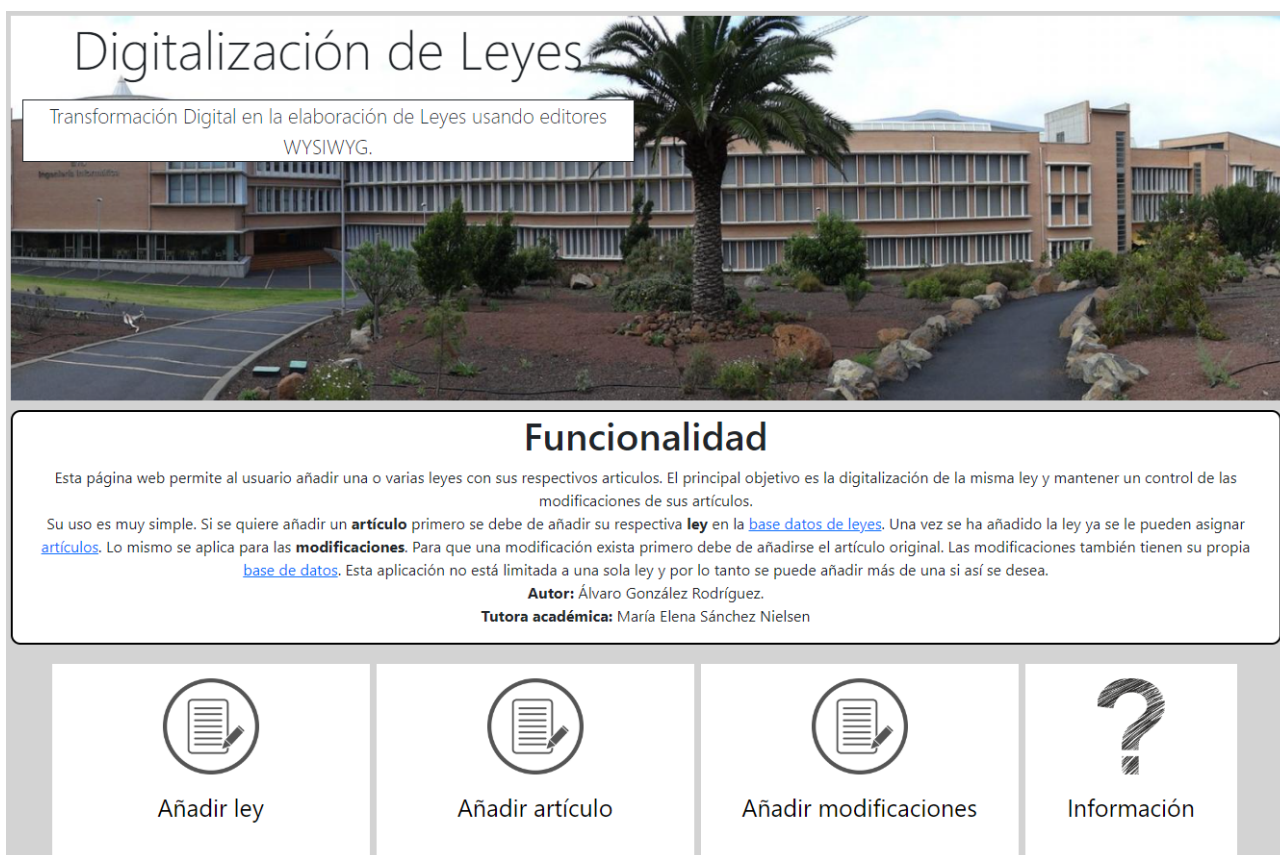 Digitalización de Leyes
Transformación Digital en la elaboración de Leyes usando editores
WYSIWYG.
Ingeniería Informática
Funcionalidad
Esta página web permite al usuario añadir una o varias leyes con sus respectivos articulos. El principal objetivo es la digitalización de la misma ley y mantener un control de las
modificaciones de sus artículos.
Su uso es muy simple. Si se quiere añadir un artículo primero se debe de añadir su respectiva ley en la base datos de leyes. Una vez se ha añadido la ley ya se le pueden asignar
artículos. Lo mismo se aplica para las modificaciones. Para que una modificación exista primero debe de añadirse el artículo original. Las modificaciones también tienen su propia
base de datos. Esta aplicación no está limitada a una sola ley y por lo tanto se puede añadir más de una si así se desea.
Autor: Álvaro González Rodríguez.
Tutora académica: María Elena Sánchez Nielsen
Añadir ley
Añadir artículo
Añadir modificaciones
Información